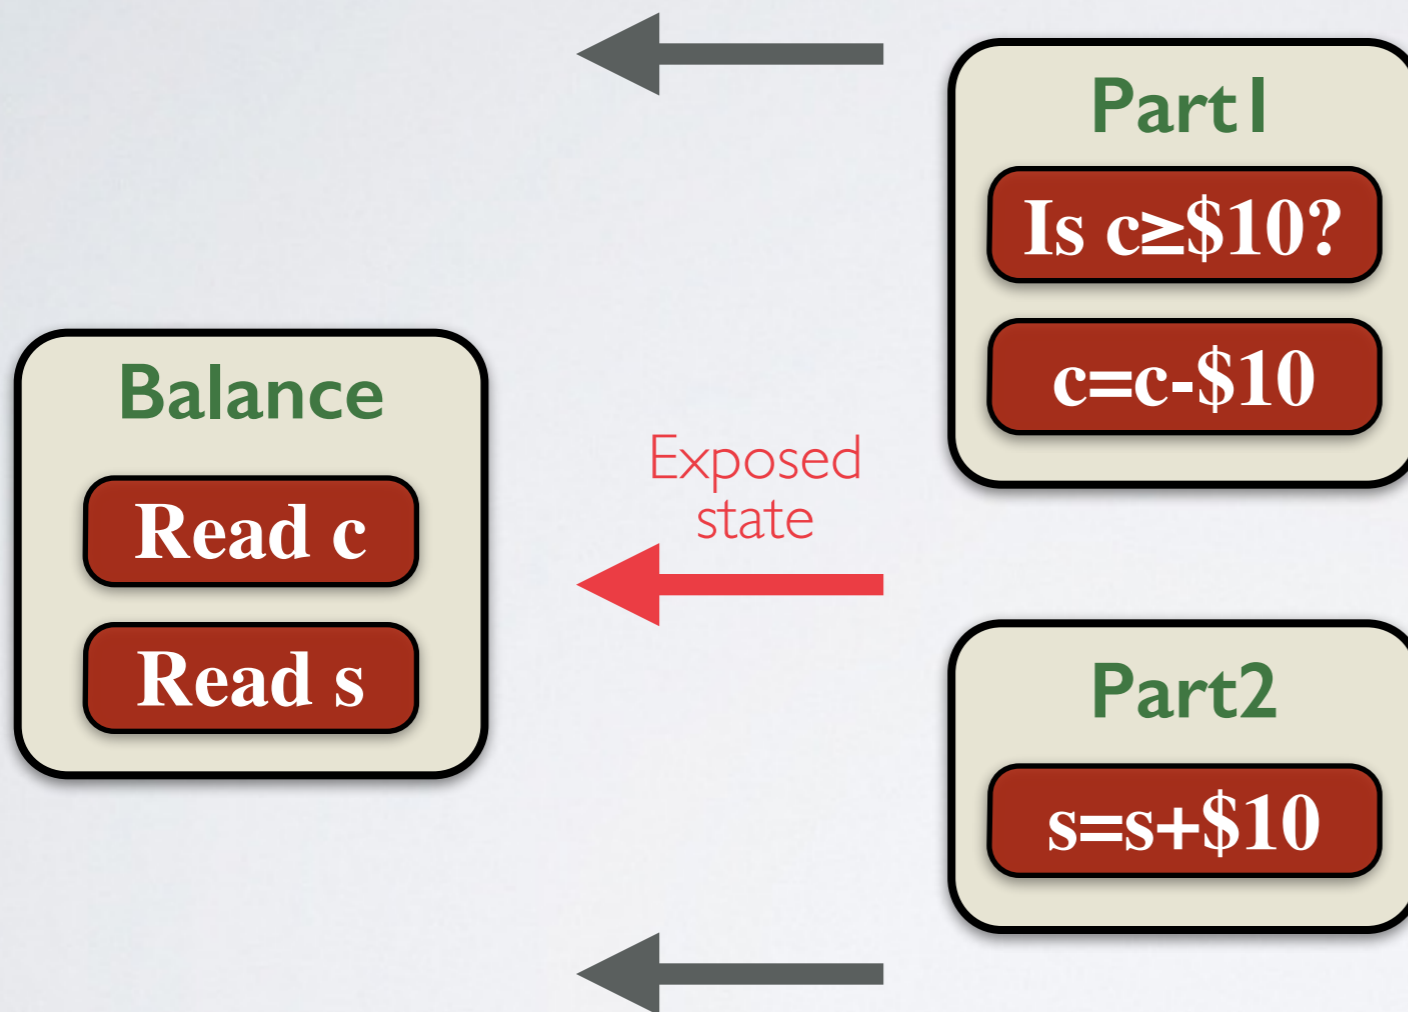 Balance
Read c
Read s
Exposed
state
Part1
Is c≥$10?
c=c-$10
Part2
s=s+$10